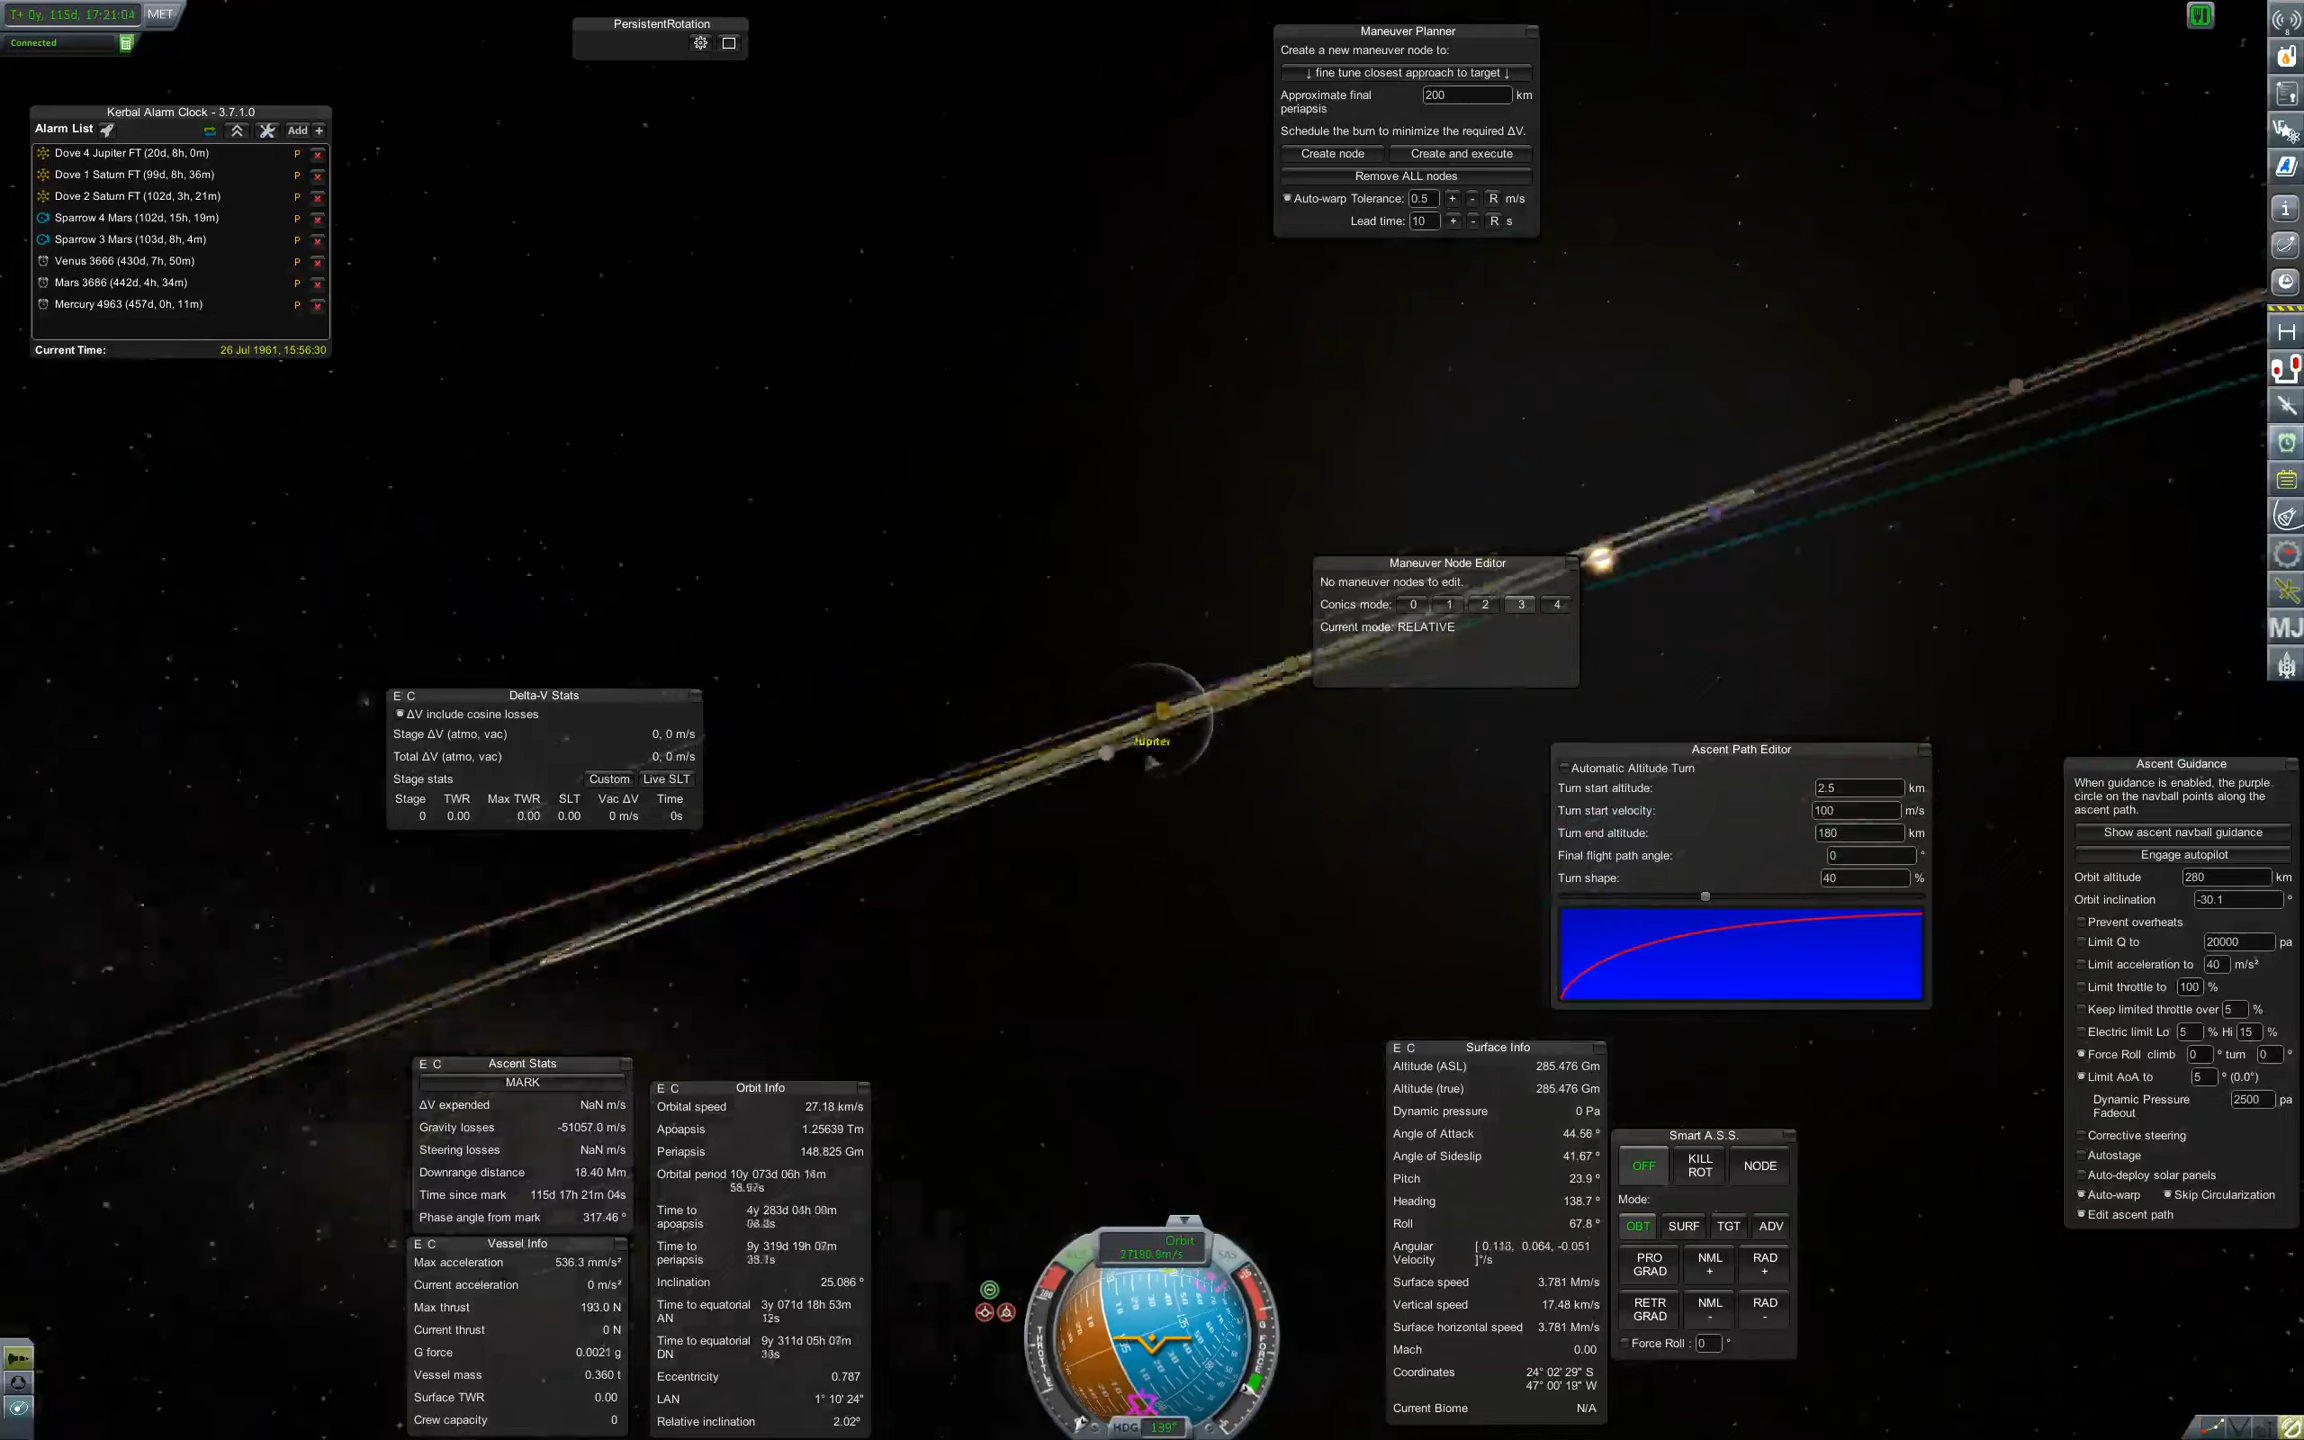 T+ 0y, 115d, 17:21:04 MET
Connected
PersistentRotation
Kerbal Alarm Clock - 3.7.1.0
Alarm List Add +
Dove 4 Jupiter FT (20d, 8h, 0m) P
Dove 1 Saturn FT (99d, 8h, 36m) P
Dove 2 Saturn FT (102d, 3h, 21m) P
Sparrow 4 Mars (102d, 15h, 19m) P
Sparrow 3 Mars (103d, 8h, 4m) P
Venus 3666 (430d, 7h, 50m) P
Mars 3686 (442d, 4h, 34m) P
Mercury 4963 (457d, 0h, 11m) P
Current Time: 26 Jul 1961, 15:56:30
Maneuver Planner
Create a new maneuver node to:
↓ fine tune closest approach to target ↓
Approximate final periapsis 200 km
Schedule the burn to minimize the required ΔV.
Create node Create and execute
Remove ALL nodes
Auto-warp Tolerance: 0.5 + - R m/s
Lead time: 10 + - R s
Maneuver Node Editor
No maneuver nodes to edit.
Conics mode: 0 1 2 3 4
Current mode: RELATIVE
Jupiter
E C Delta-V Stats
ΔV include cosine losses
Stage ΔV (atmo, vac) 0, 0 m/s
Total ΔV (atmo, vac) 0, 0 m/s
Stage stats Custom Live SLT
Stage TWR Max TWR SLT Vac ΔV Time
0 0.00 0.00 0.00 0 m/s 0s
Ascent Path Editor
Automatic Altitude Turn
Turn start altitude: 2.5 km
Turn start velocity: 100 m/s
Turn end altitude: 180 km
Final flight path angle: 0 °
Turn shape: 40 %
Ascent Guidance
When guidance is enabled, the purple
circle on the navball points along the
ascent path.
Show ascent navball guidance
Engage autopilot
Orbit altitude 280 km
Orbit inclination -30.1 °
Prevent overheats
Limit Q to 20000 pa
Limit acceleration to 40 m/s²
Limit throttle to 100 %
Keep limited throttle over 5 %
Electric limit Lo 5 % Hi 15 %
Force Roll climb 0 ° turn 0 °
Limit AoA to 5 ° (0.0°)
Dynamic Pressure Fadeout 2500 pa
Corrective steering
Autostage
Auto-deploy solar panels
Auto-warp Skip Circularization
Edit ascent path
E C Ascent Stats
MARK
ΔV expended NaN m/s
Gravity losses -51057.0 m/s
Steering losses NaN m/s
Downrange distance 18.40 Mm
Time since mark 115d 17h 21m 04s
Phase angle from mark 317.46 °
E C Vessel Info
Max acceleration 536.3 mm/s²
Current acceleration 0 m/s²
Max thrust 193.0 N
Current thrust 0 N
G force 0.0021 g
Vessel mass 0.360 t
Surface TWR 0.00
Crew capacity 0
E C Orbit Info
Orbital speed 27.18 km/s
Apoapsis 1.25639 Tm
Periapsis 148.825 Gm
Orbital period 10y 073d 06h
Time to apoapsis 4y 283d 04h
Time to periapsis 9y 319d 19h
Inclination 25.086 °
Time to equatorial AN 3y 071d 18h 53m 12s
Time to equatorial DN 9y 311d 05h
Eccentricity 0.787
LAN 1° 10' 24"
Relative inclination 2.02°
Orbit
HDG
E C Surface Info
Altitude (ASL) 285.476 Gm
Altitude (true) 285.476 Gm
Dynamic pressure 0 Pa
Angle of Attack 44.56 °
Angle of Sideslip 41.67 °
Pitch 23.9 °
Heading 138.7 °
Roll 67.8 °
Angular Velocity 0.064, -0.051 ]°/s
Surface speed 3.781 Mm/s
Vertical speed 17.48 km/s
Surface horizontal speed 3.781 Mm/s
Mach 0.00
Coordinates 24° 02' 29" S
47° 00' 19" W
Current Biome N/A
Smart A.S.S.
OFF KILL ROT NODE
Mode:
OBT SURF TGT ADV
PRO GRAD NML + RAD +
RETR GRAD NML - RAD -
Force Roll : 0 °
MJ